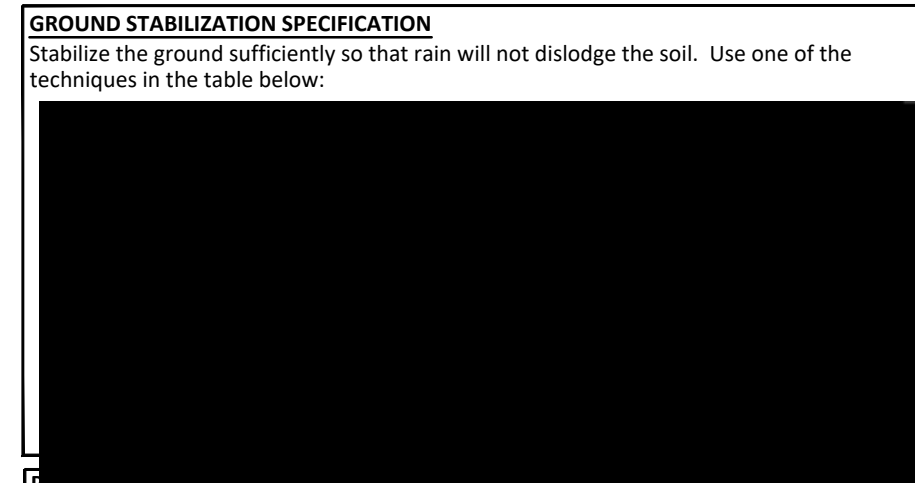 GROUND STABILIZATION SPECIFICATION
Stabilize the ground sufficiently so that rain will not dislodge the soil.  Use one of the
techniques in the table below: